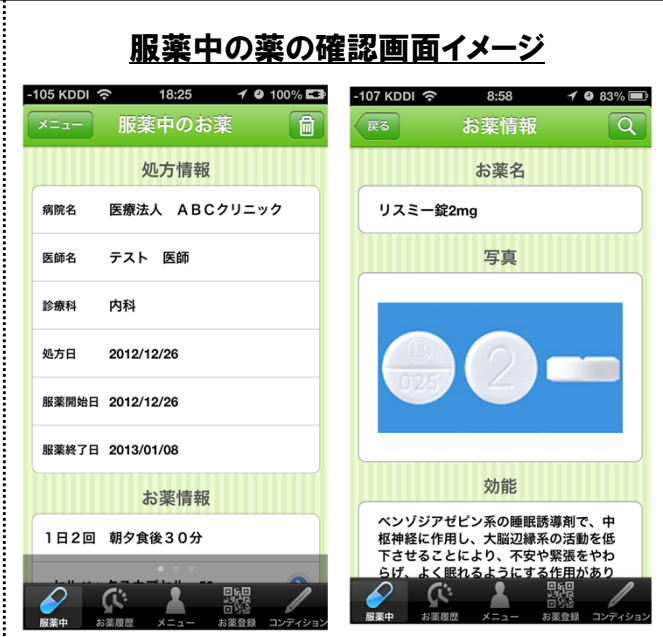 服薬中の薬の確認画面イメージ
-105 KDDI 18:25 100%
メニュー 服薬中のお薬
処方情報
病院名 医療法人 ABCクリニック
医師名 テスト 医師
診療科 内科
処方日 2012/12/26
服薬開始日 2012/12/26
服薬終了日 2013/01/08
お薬情報
1日2回 朝夕食後30分
服薬中 お薬履歴 メニュー お薬登録 コンディション
-107 KDDI 8:58 83%
戻る お薬情報
お薬名
リスミー錠2mg
写真
025 2
効能
ベンゾジアゼピン系の睡眠誘導剤で、中
枢神経に作用し、大脳辺縁系の活動を低
下させることにより、不安や緊張をやわ
らげ、よく眠れるようにする作用があり
服薬中 お薬履歴 メニュー お薬登録 コンディション